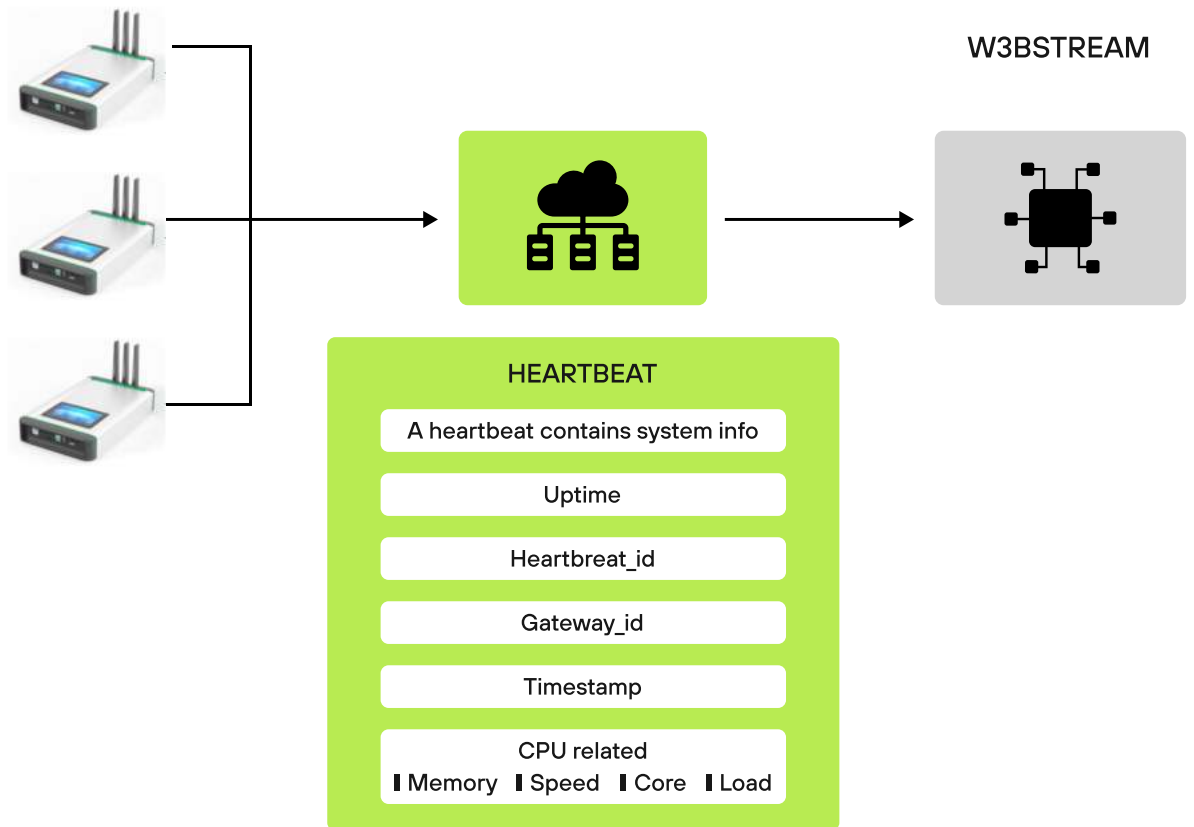 W3BSTREAM
HEARTBEAT
A heartbeat contains system info
Uptime
Heartbreat_id
Gateway_id
Timestamp
CPU related
Memory Speed Core Load